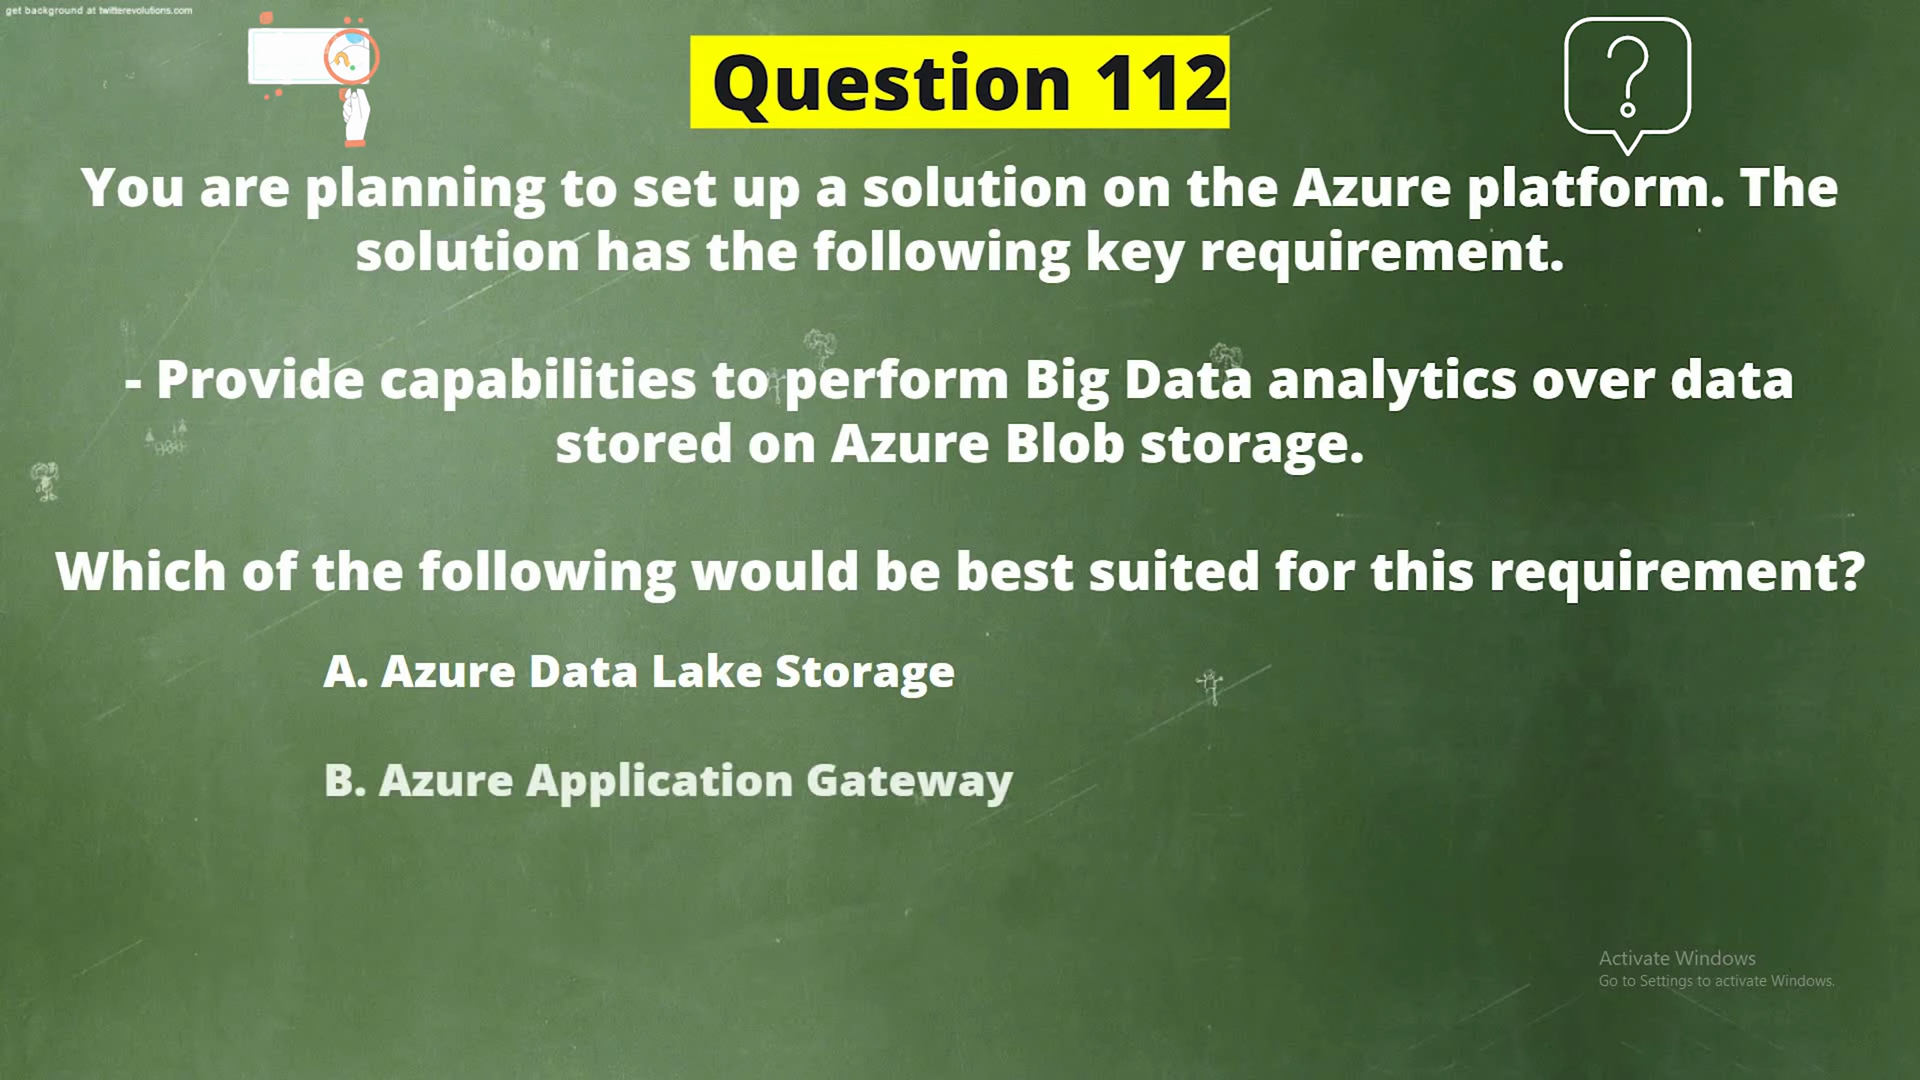 get background at twitterevolutions.com
Question 112
You are planning to set up a solution on the Azure platform. The
solution has the following key requirement.
- Provide capabilities to perform Big Data analytics over data
stored on Azure Blob storage.
Which of the following would be best suited for this requirement?
A. Azure Data Lake Storage
B. Azure Application Gateway
Activate Windows
Go to Settings to activate Windows.